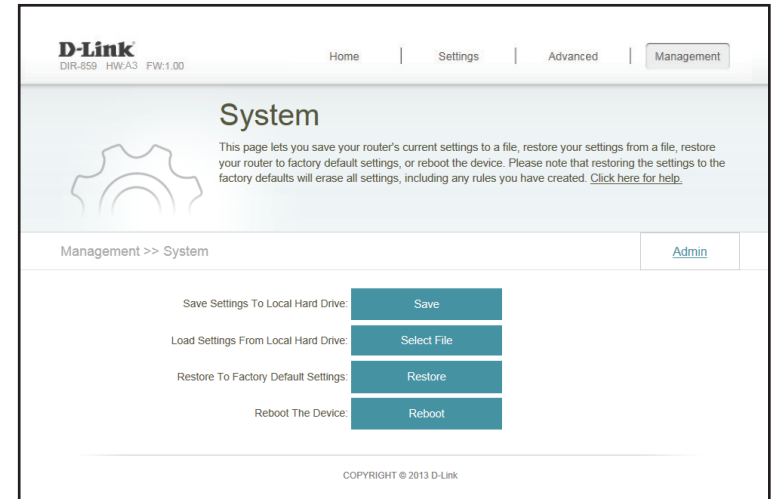 D-Link
DIR-859 HW:A3 FW:1.00
Home
Settings
Advanced
Management
System
This page lets you save your router's current settings to a file, restore your settings from a file, restore
your router to factory default settings, or reboot the device. Please note that restoring the settings to the
factory defaults will erase all settings, including any rules you have created. Click here for help.
Management >> System
Admin
Save Settings To Local Hard Drive: Save
Load Settings From Local Hard Drive: Select File
Restore To Factory Default Settings: Restore
Reboot The Device: Reboot
COPYRIGHT © 2013 D-Link